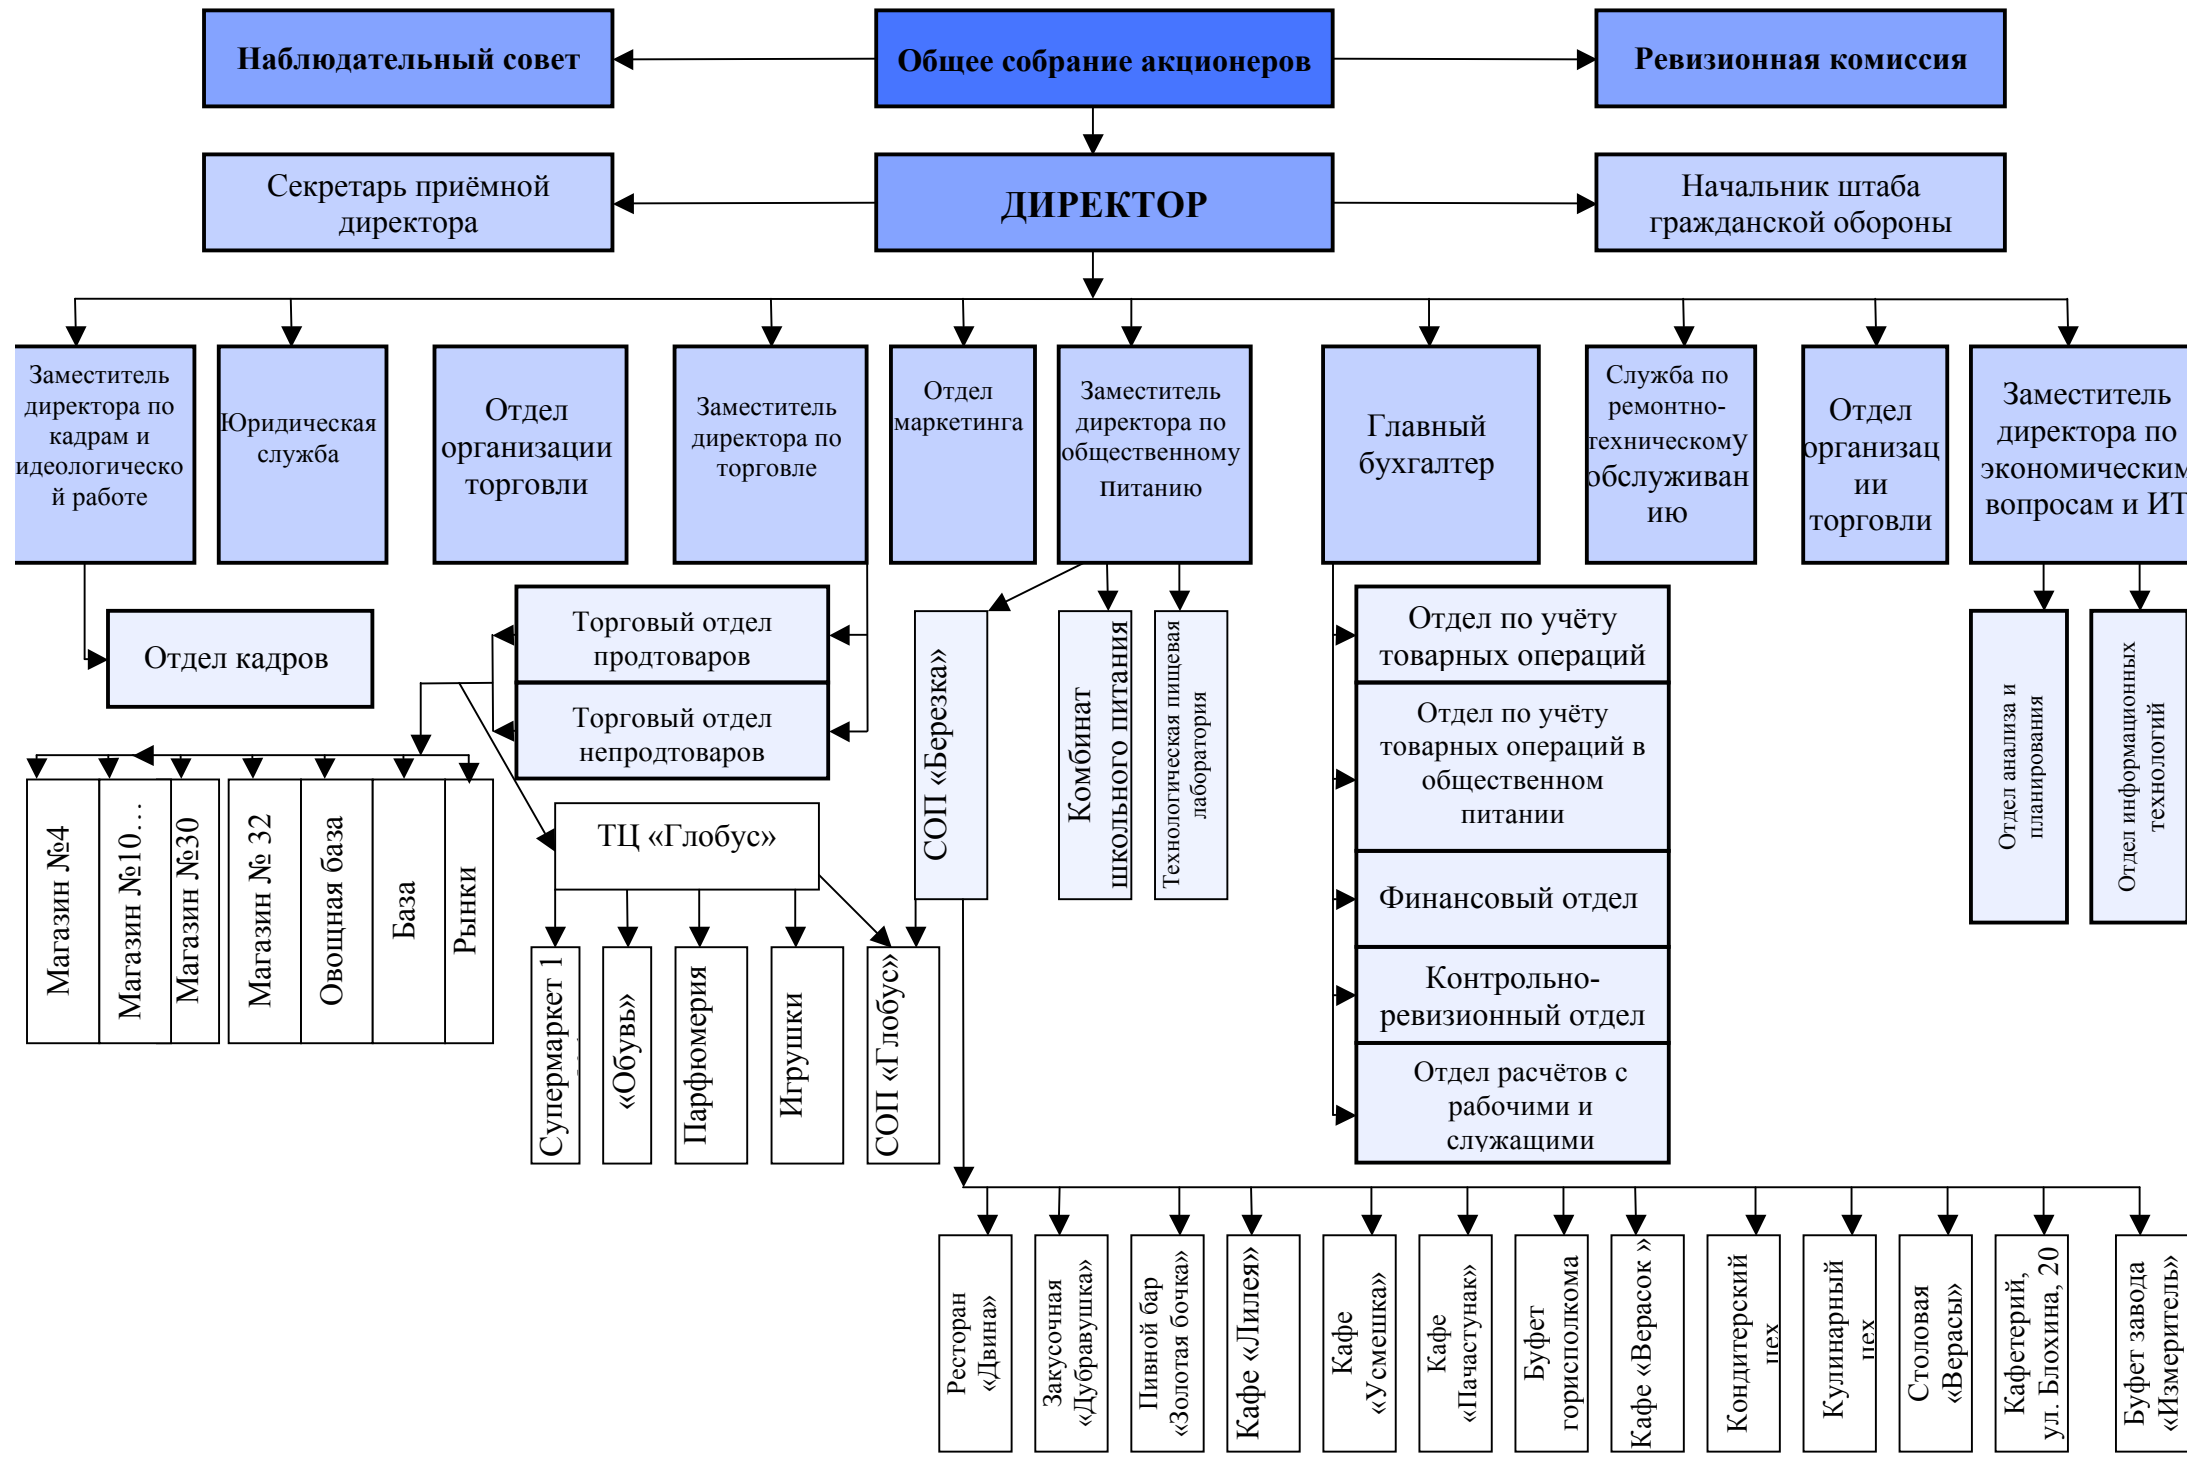 Наблюдательный совет
Общее собрание акционеров
Ревизионная комиссия
Секретарь приёмной
директора
ДИРЕКТОР
Начальник штаба
гражданской обороны
Заместитель
директора по
кадрам и
идеологическо
й работе
Юридическая
служба
Отдел
организации
торговли
Заместитель
директора по
торговле
Отдел
маркетинга
Заместитель
директора по
общественному
питанию
Главный
бухгалтер
Служба по
ремонтно-
техническому
обслуживан
ию
Отдел
организац
ии
торговли
Заместитель
директора по
экономическим
вопросам и ИТ
Отдел кадров
Торговый отдел
продтоваров
Торговый отдел
непродтоваров
СОП «Березка»
Комбинат
школьного питания
Технологическая пищевая
лаборатория
Отдел по учёту
товарных операций
Отдел по учёту
товарных операций в
общественном
питании
Финансовый отдел
Контрольно-
ревизионный отдел
Отдел расчётов с
рабочими и
служащими
Отдел анализа и
планирования
Отдел информационных
технологий
Магазин №4
Магазин №10…
Магазин №30
Магазин № 32
Овощная база
База
Рынки
ТЦ «Глобус»
Супермаркет 1
«Обувь»
Парфюмерия
Игрушки
СОП «Глобус»
Ресторан
«Двина»
Закусочная
«Дубравушка»
Пивной бар
«Золотая бочка»
Кафе «Лилея»
Кафе
«Усмешка»
Кафе
«Пачастунак»
Буфет
горисполкома
Кафе «Верасок »
Кондитерский
цех
Кулинарный
цех
Столовая
«Верасы»
Кафетерий,
ул. Блохина, 20
Буфет завода
«Измеритель»